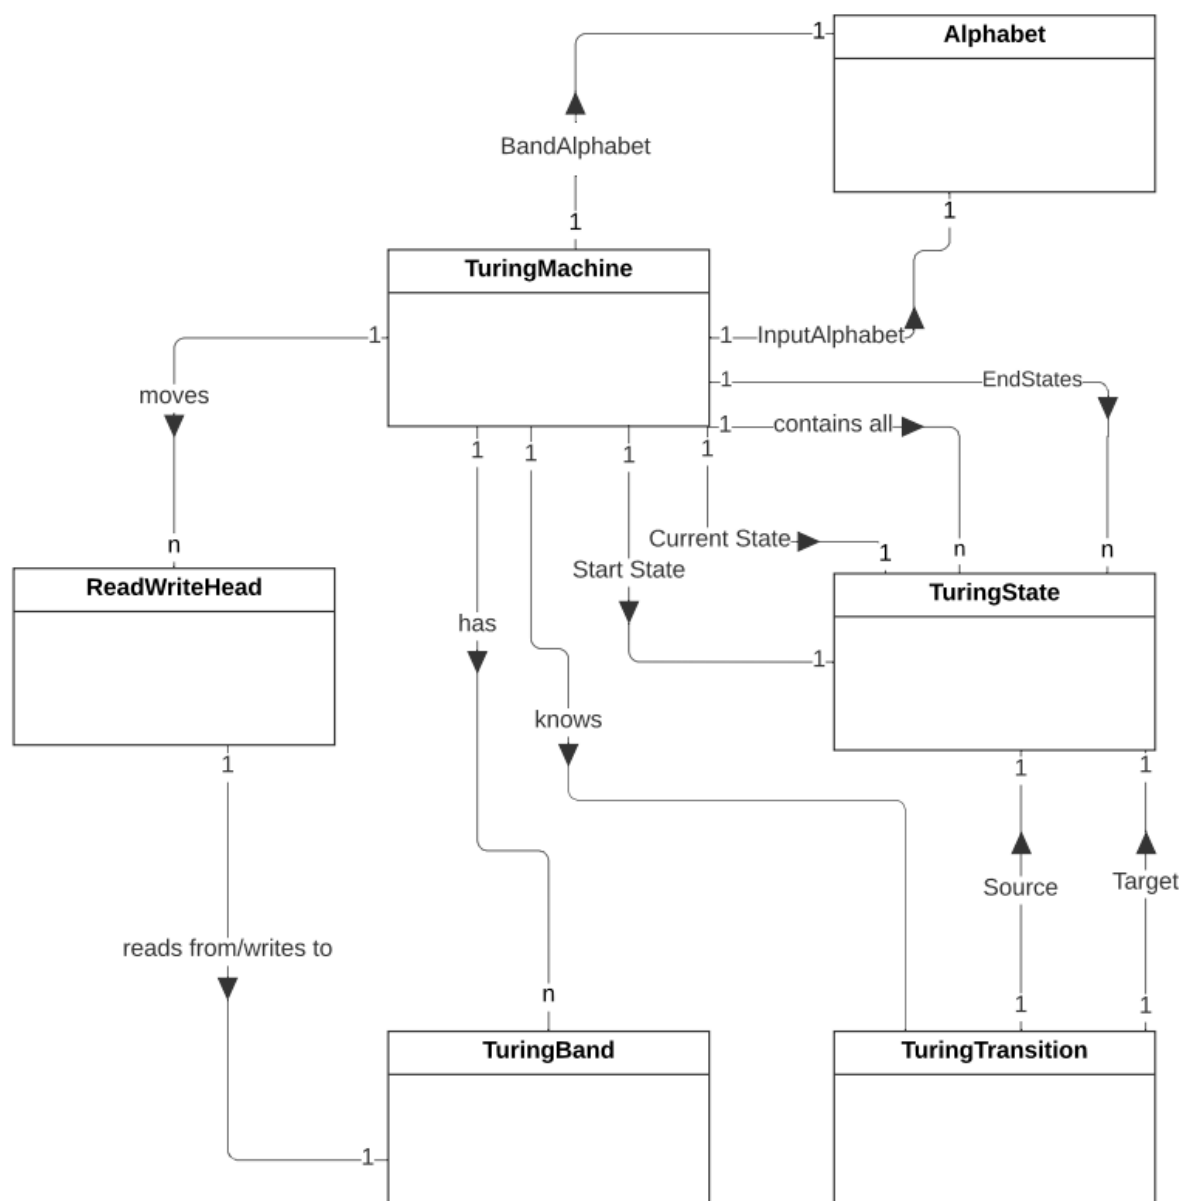 1
Alphabet
BandAlphabet
1
1
TuringMachine
1
1
InputAlphabet
1
EndStates
moves
1
contains all
1
1
1
1
1
Current State
n
1
n
n
Start State
ReadWriteHead
TuringState
has
1
knows
1
1
1
Source
Target
reads from/writes to
n
1
1
TuringBand
TuringTransition
1